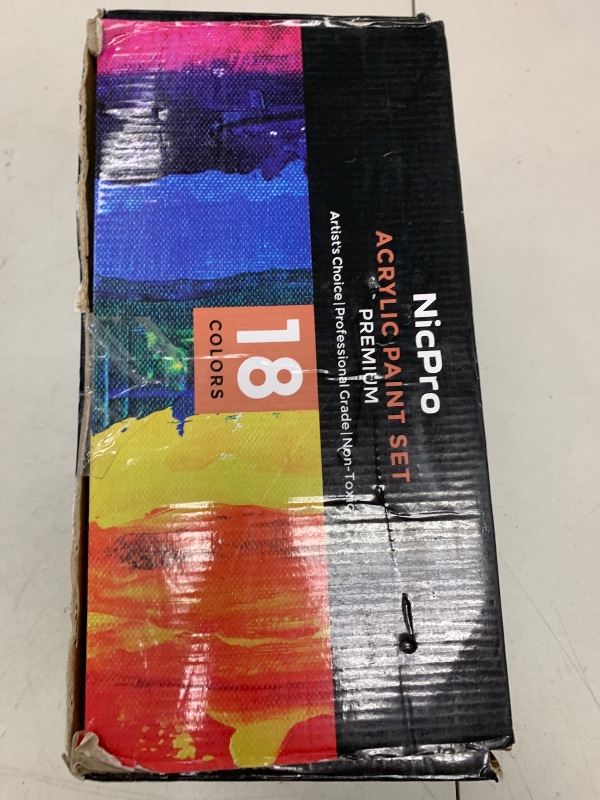 NicPro
ACRYLIC PAINT SET
PREMIUM
Artist's Choice|Professional Grade|Non-Toxic
18
COLORS